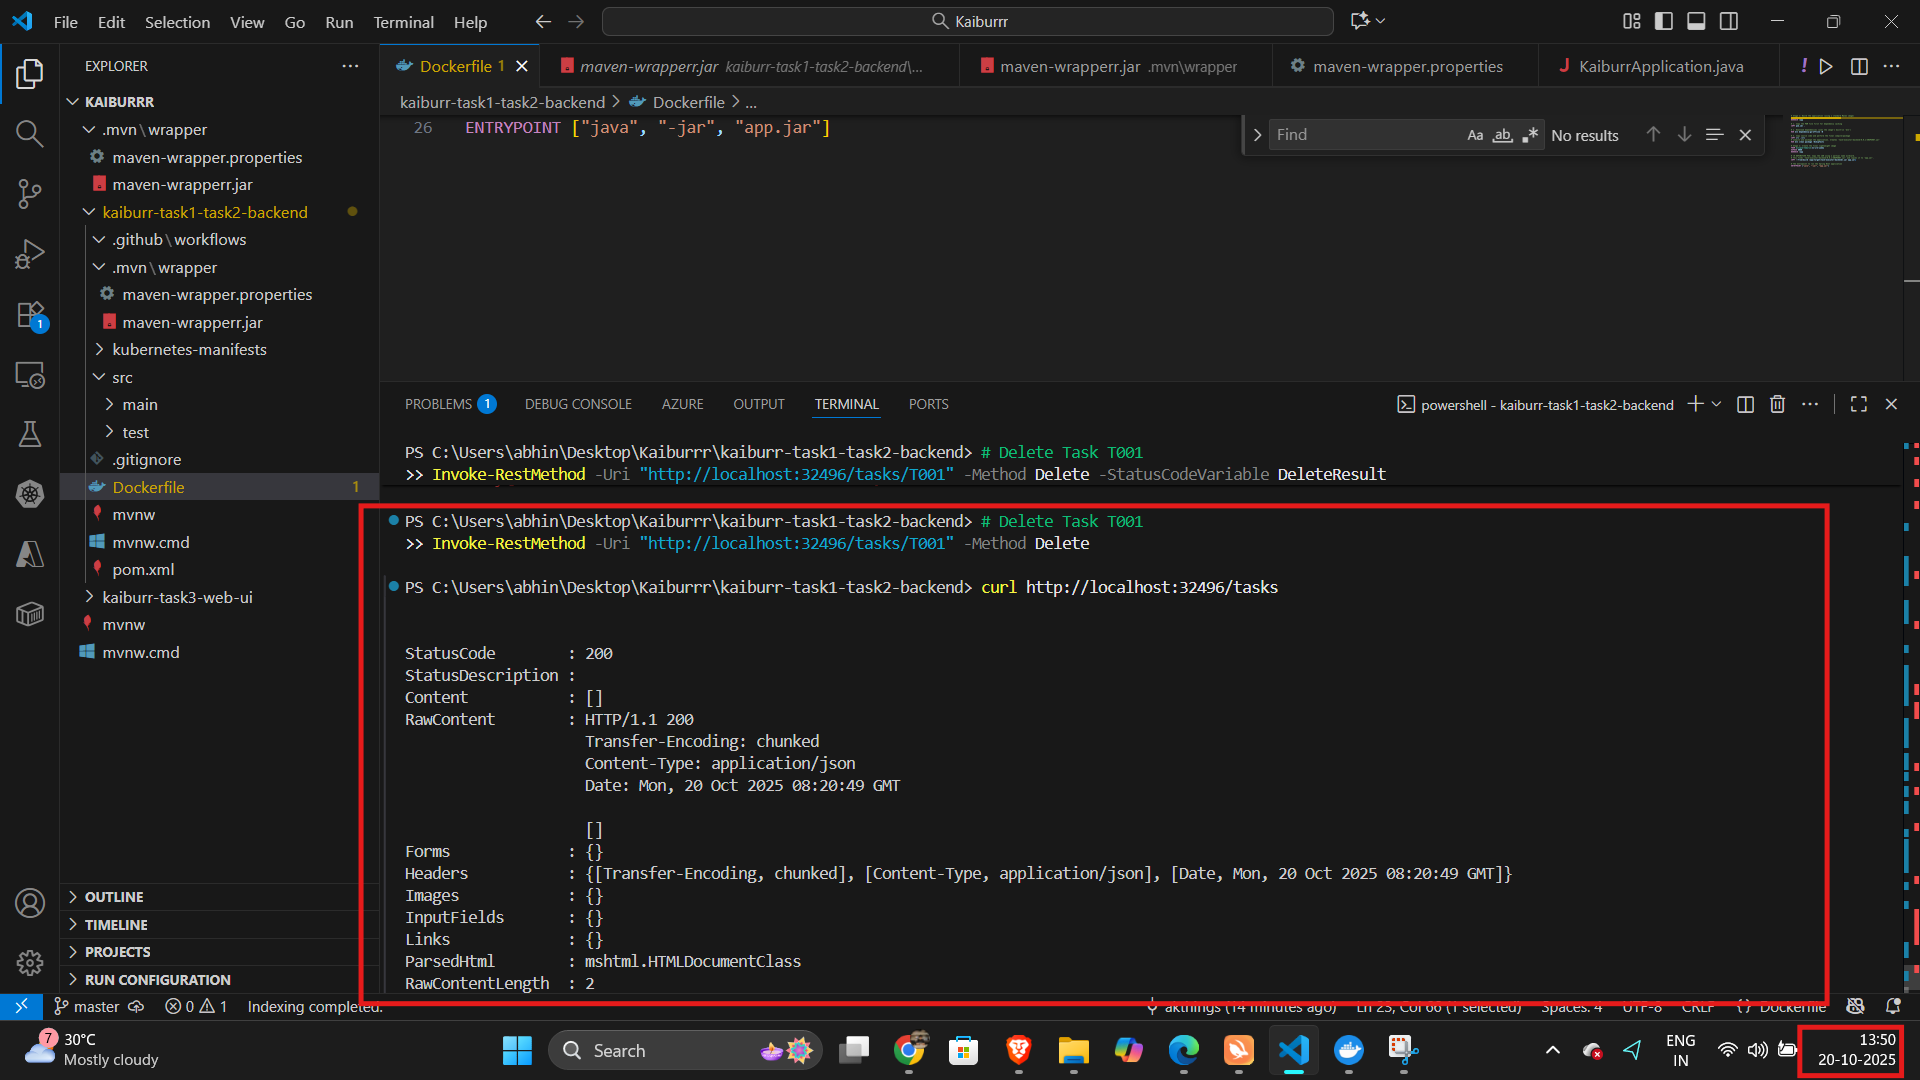 File Edit Selection View Go Run Terminal Help
Kaiburrr
EXPLORER
Dockerfile 1
maven-wrapperr.jar kaiburr-task1-task2-backend\...
maven-wrapperr.jar .mvn\wrapper
maven-wrapper.properties
KaiburrApplication.java
!
KAIBURRR
.mvn\wrapper
maven-wrapper.properties
maven-wrapperr.jar
kaiburr-task1-task2-backend
.github\workflows
.mvn\wrapper
maven-wrapper.properties
maven-wrapperr.jar
kubernetes-manifests
src
main
test
.gitignore
Dockerfile 1
mvnw
mvnw.cmd
pom.xml
kaiburr-task3-web-ui
mvnw
mvnw.cmd
OUTLINE
TIMELINE
PROJECTS
RUN CONFIGURATION
1
kaiburr-task1-task2-backend > Dockerfile > ...
26 ENTRYPOINT ["java", "-jar", "app.jar"]
Find Aa ab No results
PROBLEMS 1 DEBUG CONSOLE AZURE OUTPUT TERMINAL PORTS
powershell - kaiburr-task1-task2-backend
PS C:\Users\abhin\Desktop\Kaiburrr\kaiburr-task1-task2-backend> # Delete Task T001
>> Invoke-RestMethod -Uri "http://localhost:32496/tasks/T001" -Method Delete -StatusCodeVariable DeleteResult
PS C:\Users\abhin\Desktop\Kaiburrr\kaiburr-task1-task2-backend> # Delete Task T001
>> Invoke-RestMethod -Uri "http://localhost:32496/tasks/T001" -Method Delete
PS C:\Users\abhin\Desktop\Kaiburrr\kaiburr-task1-task2-backend> curl http://localhost:32496/tasks
StatusCode : 200
StatusDescription :
Content : []
RawContent : HTTP/1.1 200
Transfer-Encoding: chunked
Content-Type: application/json
Date: Mon, 20 Oct 2025 08:20:49 GMT
[]
Forms : {}
Headers : {[Transfer-Encoding, chunked], [Content-Type, application/json], [Date, Mon, 20 Oct 2025 08:20:49 GMT]}
Images : {}
InputFields : {}
Links : {}
ParsedHtml : mshtml.HTMLDocumentClass
RawContentLength : 2
master 0 1 Indexing completed.
akthings (14 minutes ago) Ln 23, Col 66 (1 selected) Spaces: 4 UTF-8 CRLF Dockerfile
7
30°C
Mostly cloudy
Search
ENG
IN
13:50
20-10-2025